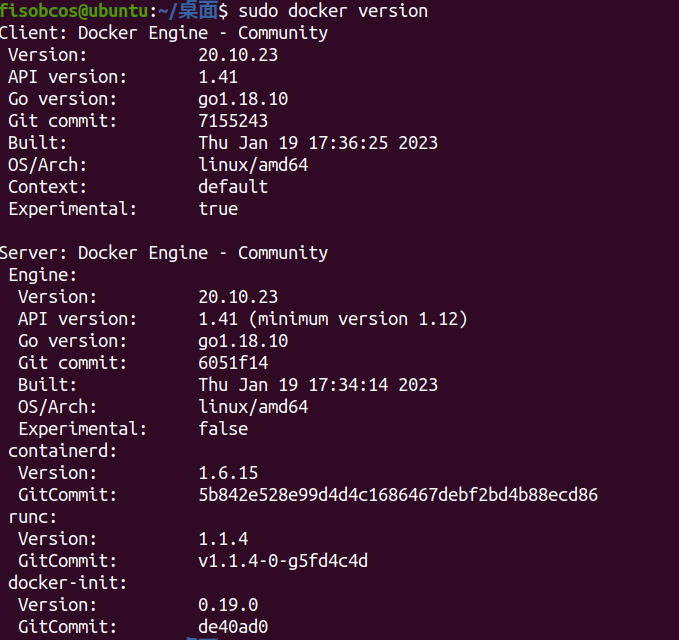 fisobcos@ubuntu:~/桌面$ sudo docker version
Client: Docker Engine - Community
 Version:           20.10.23
 API version:       1.41
 Go version:        go1.18.10
 Git commit:        7155243
 Built:             Thu Jan 19 17:36:25 2023
 OS/Arch:           linux/amd64
 Context:           default
 Experimental:      true

Server: Docker Engine - Community
 Engine:
  Version:          20.10.23
  API version:      1.41 (minimum version 1.12)
  Go version:       go1.18.10
  Git commit:       6051f14
  Built:            Thu Jan 19 17:34:14 2023
  OS/Arch:          linux/amd64
  Experimental:     false
 containerd:
  Version:          1.6.15
  GitCommit:        5b842e528e99d4d4c1686467debf2bd4b88ecd86
 runc:
  Version:          1.1.4
  GitCommit:        v1.1.4-0-g5fd4c4d
 docker-init:
  Version:          0.19.0
  GitCommit:        de40ad0